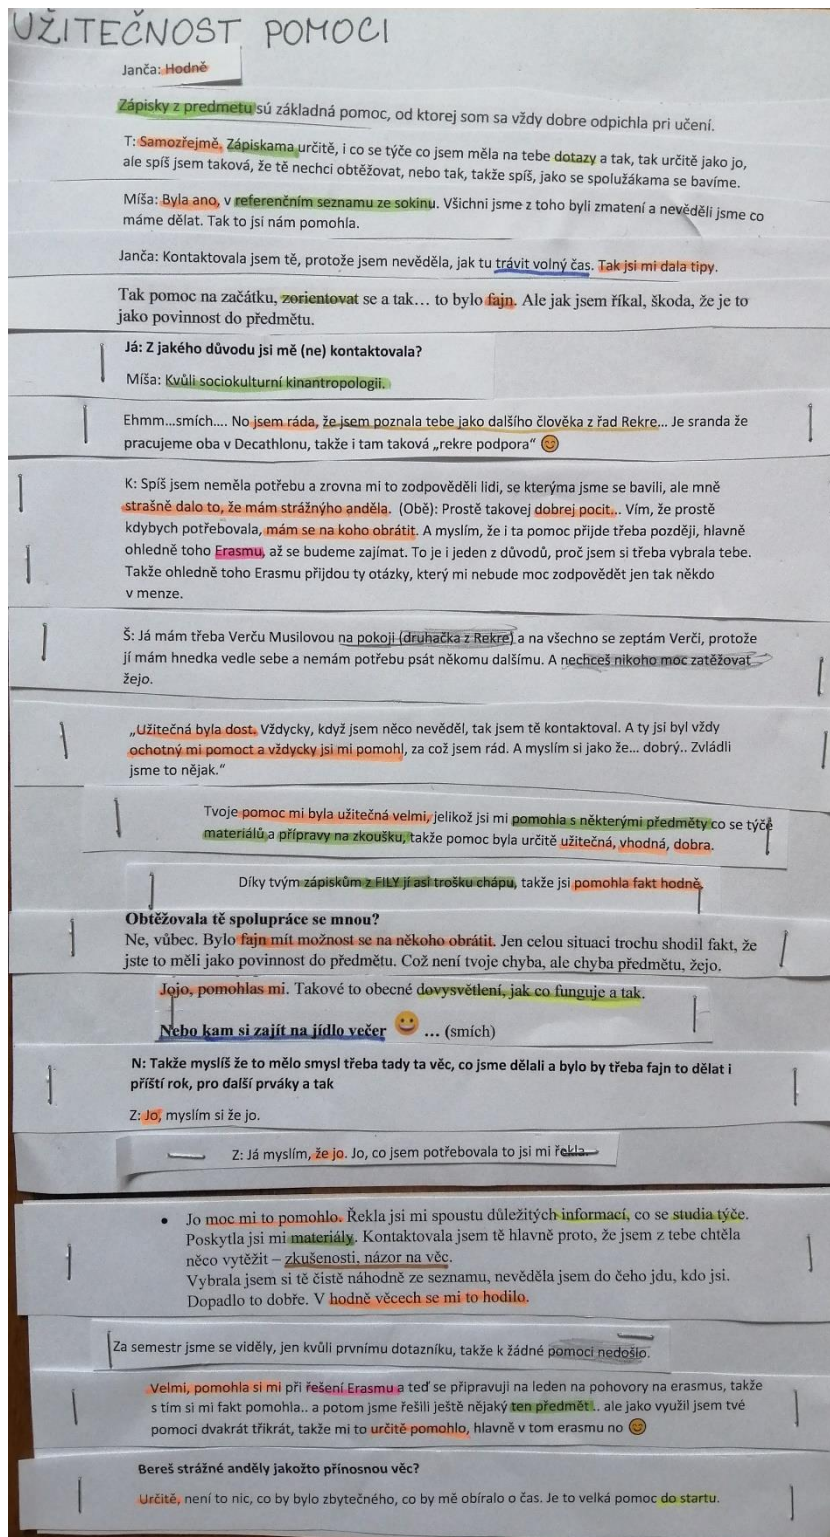 UŽITEČNOST POMOCI
Janča: Hodně
Zápisky z predmetu sú základná pomoc, od ktorej som sa vždy dobre odpichla pri učení.
T: Samozřejmě, Zápiskama určitě, i co se týče co jsem měla na tebe dotazy a tak, tak určitě jako jo,
ale spíš jsem taková, že tě nechci obtěžovat, nebo tak, takže spíš, jako se spolužákama se bavíme.
Míša: Byla ano, v referenčním seznamu ze sokinu. Všichni jsme z toho byli zmatení a nevěděli jsme co
máme dělat. Tak to jsi nám pomohla.
Janča: Kontaktovala jsem tě, protože jsem nevěděla, jak tu trávit volný čas. Tak jsi mi dala tipy.
Tak pomoc na začátku, zorientovat se a tak… to bylo fajn. Ale jak jsem říkal, škoda, že je to
jako povinnost do předmětu.
Já: Z jakého důvodu jsi mě (ne) kontaktovala?
Míša: Kvůli sociokulturní kinantropologii.
Ehmm...smích.... No jsem ráda, že jsem poznala tebe jako dalšího člověka z řad Rekre... Je sranda že
pracujeme oba v Decathlonu, takže i tam taková „rekre podpora“ 😊
K: Spíš jsem neměla potřebu a zrovna mi to zodpověděli lidi, se kterýma jsme se bavili, ale mně
strašně dalo to, že mám strážnýho anděla. (Obě): Prostě takovej dobrej pocit... Vím, že prostě
kdybych potřebovala, mám se na koho obrátit. A myslím, že i ta pomoc přijde třeba později, hlavně
ohledně toho Erasmu, až se budeme zajímat. To je i jeden z důvodů, proč jsem si třeba vybrala tebe.
Takže ohledně toho Erasmu přijdou ty otázky, který mi nebude moc zodpovědět jen tak někdo
v menze.
Š: Já mám třeba Verču Musilovou na pokoji (druhačka z Rekre) a na všechno se zeptám Verči, protože
jí mám hnedka vedle sebe a nemám potřebu psát někomu dalšímu. A nechceš nikoho moc zatěžovat
žejo.
„Užitečná byla dost. Vždycky, když jsem něco nevěděl, tak jsem tě kontaktoval. A ty jsi byl vždy
ochotný mi pomoct a vždycky jsi mi pomohl, za což jsem rád. A myslím si jako že... dobrý.. Zvládli
jsme to nějak.“
Tvoje pomoc mi byla užitečná velmi, jelikož jsi mi pomohla s některými předměty co se týče
materiálů a přípravy na zkoušku, takže pomoc byla určitě užitečná, vhodná, dobra.
Díky tvým zápiskům z FILY jí asi trošku chápu, takže jsi pomohla fakt hodně.
Obtěžovala tě spolupráce se mnou?
Ne, vůbec. Bylo fajn mít možnost se na někoho obrátit. Jen celou situaci trochu shodil fakt, že
jste to měli jako povinnost do předmětu. Což není tvoje chyba, ale chyba předmětu, žejo.
Jojo, pomohlas mi. Takové to obecné dovysvětlení, jak co funguje a tak.
Nebo kam si zajít na jídlo večer 😀 … (smích)
N: Takže myslíš že to mělo smysl třeba tady ta věc, co jsme dělali a bylo by třeba fajn to dělat i
příští rok, pro další prváky a tak
Z: Jo, myslím si že jo.
Z: Já myslím, že jo. Jo, co jsem potřebovala to jsi mi řekla.
• Jo moc mi to pomohlo. Řekla jsi mi spoustu důležitých informací, co se studia týče.
Poskytla jsi mi materiály. Kontaktovala jsem tě hlavně proto, že jsem z tebe chtěla
něco vytěžit – zkušenosti, názor na věc.
Vybrala jsem si tě čistě náhodně ze seznamu, nevěděla jsem do čeho jdu, kdo jsi.
Dopadlo to dobře. V hodně věcech se mi to hodilo.
Za semestr jsme se viděly, jen kvůli prvnímu dotazníku, takže k žádné pomoci nedošlo.
Velmi, pomohla si mi při řešení Erasmu a teď se připravuji na leden na pohovory na erasmus, takže
s tím si mi fakt pomohla.. a potom jsme řešili ještě nějaký ten předmět.. ale jako využil jsem tvé
pomoci dvakrát třikrát, takže mi to určitě pomohlo, hlavně v tom erasmu no 😊
Bereš strážné anděly jakožto přínosnou věc?
Určitě, není to nic, co by bylo zbytečného, co by mě obíralo o čas. Je to velká pomoc do startu.